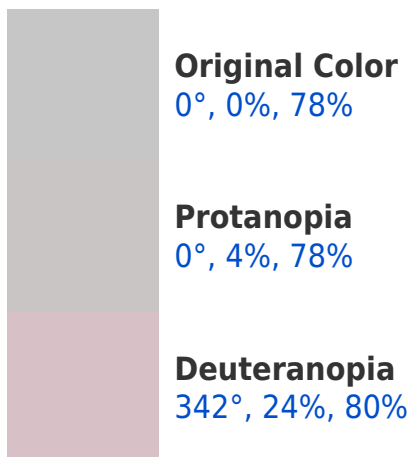 Original Color
0°, 0%, 78%
Protanopia
0°, 4%, 78%
Deuteranopia
342°, 24%, 80%